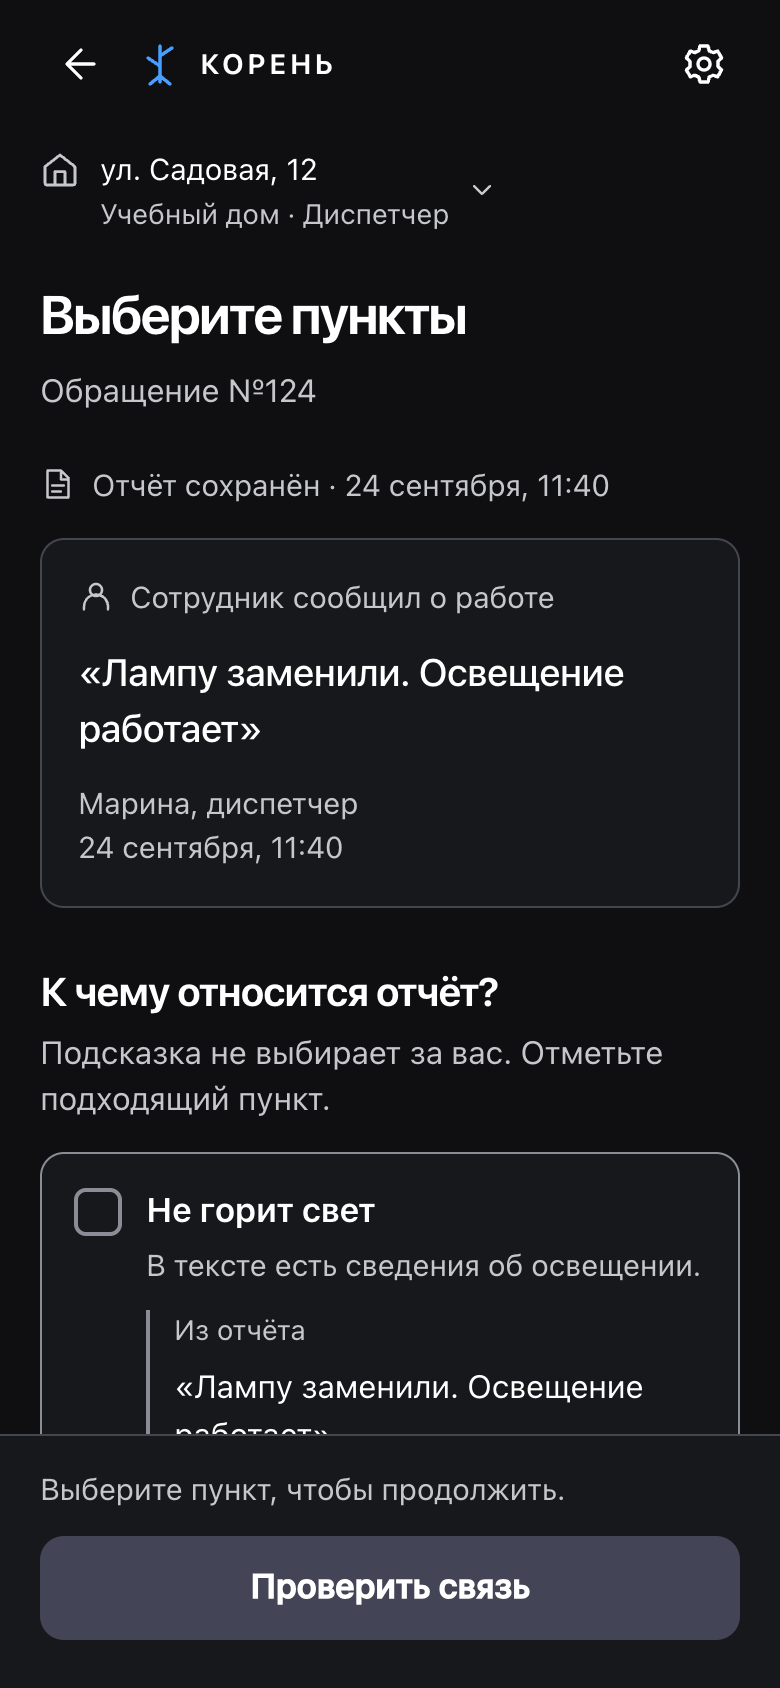 КОРЕНЬ
ул. Садовая, 12
Учебный дом · Диспетчер
Выберите пункты
Обращение №124
Отчёт сохранён · 24 сентября, 11:40
Сотрудник сообщил о работе
«Лампу заменили. Освещение
работает»
Марина, диспетчер
24 сентября, 11:40
К чему относится отчёт?
Подсказка не выбирает за вас. Отметьте
подходящий пункт.
Не горит свет
В тексте есть сведения об освещении.
Из отчёта
«Лампу заменили. Освещение
работает»
Выберите пункт, чтобы продолжить.
Проверить связь